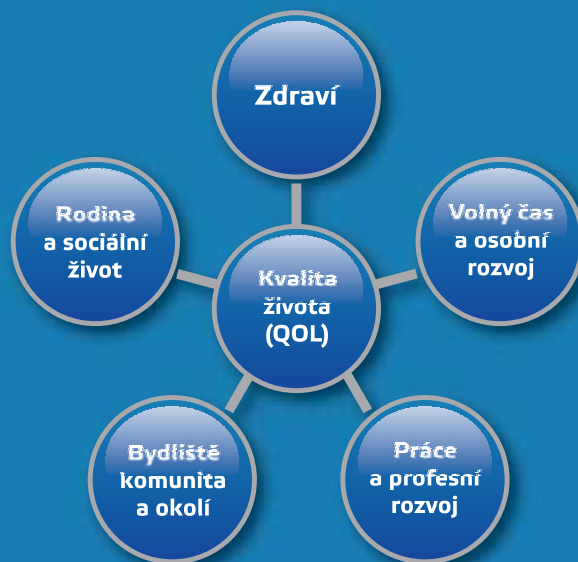 Zdraví
Rodina
a sociální
život
Volný čas
a osobní
rozvoj
Kvalita
života
(QOL)
Bydliště
komunita
a okolí
Práce
a profesní
rozvoj